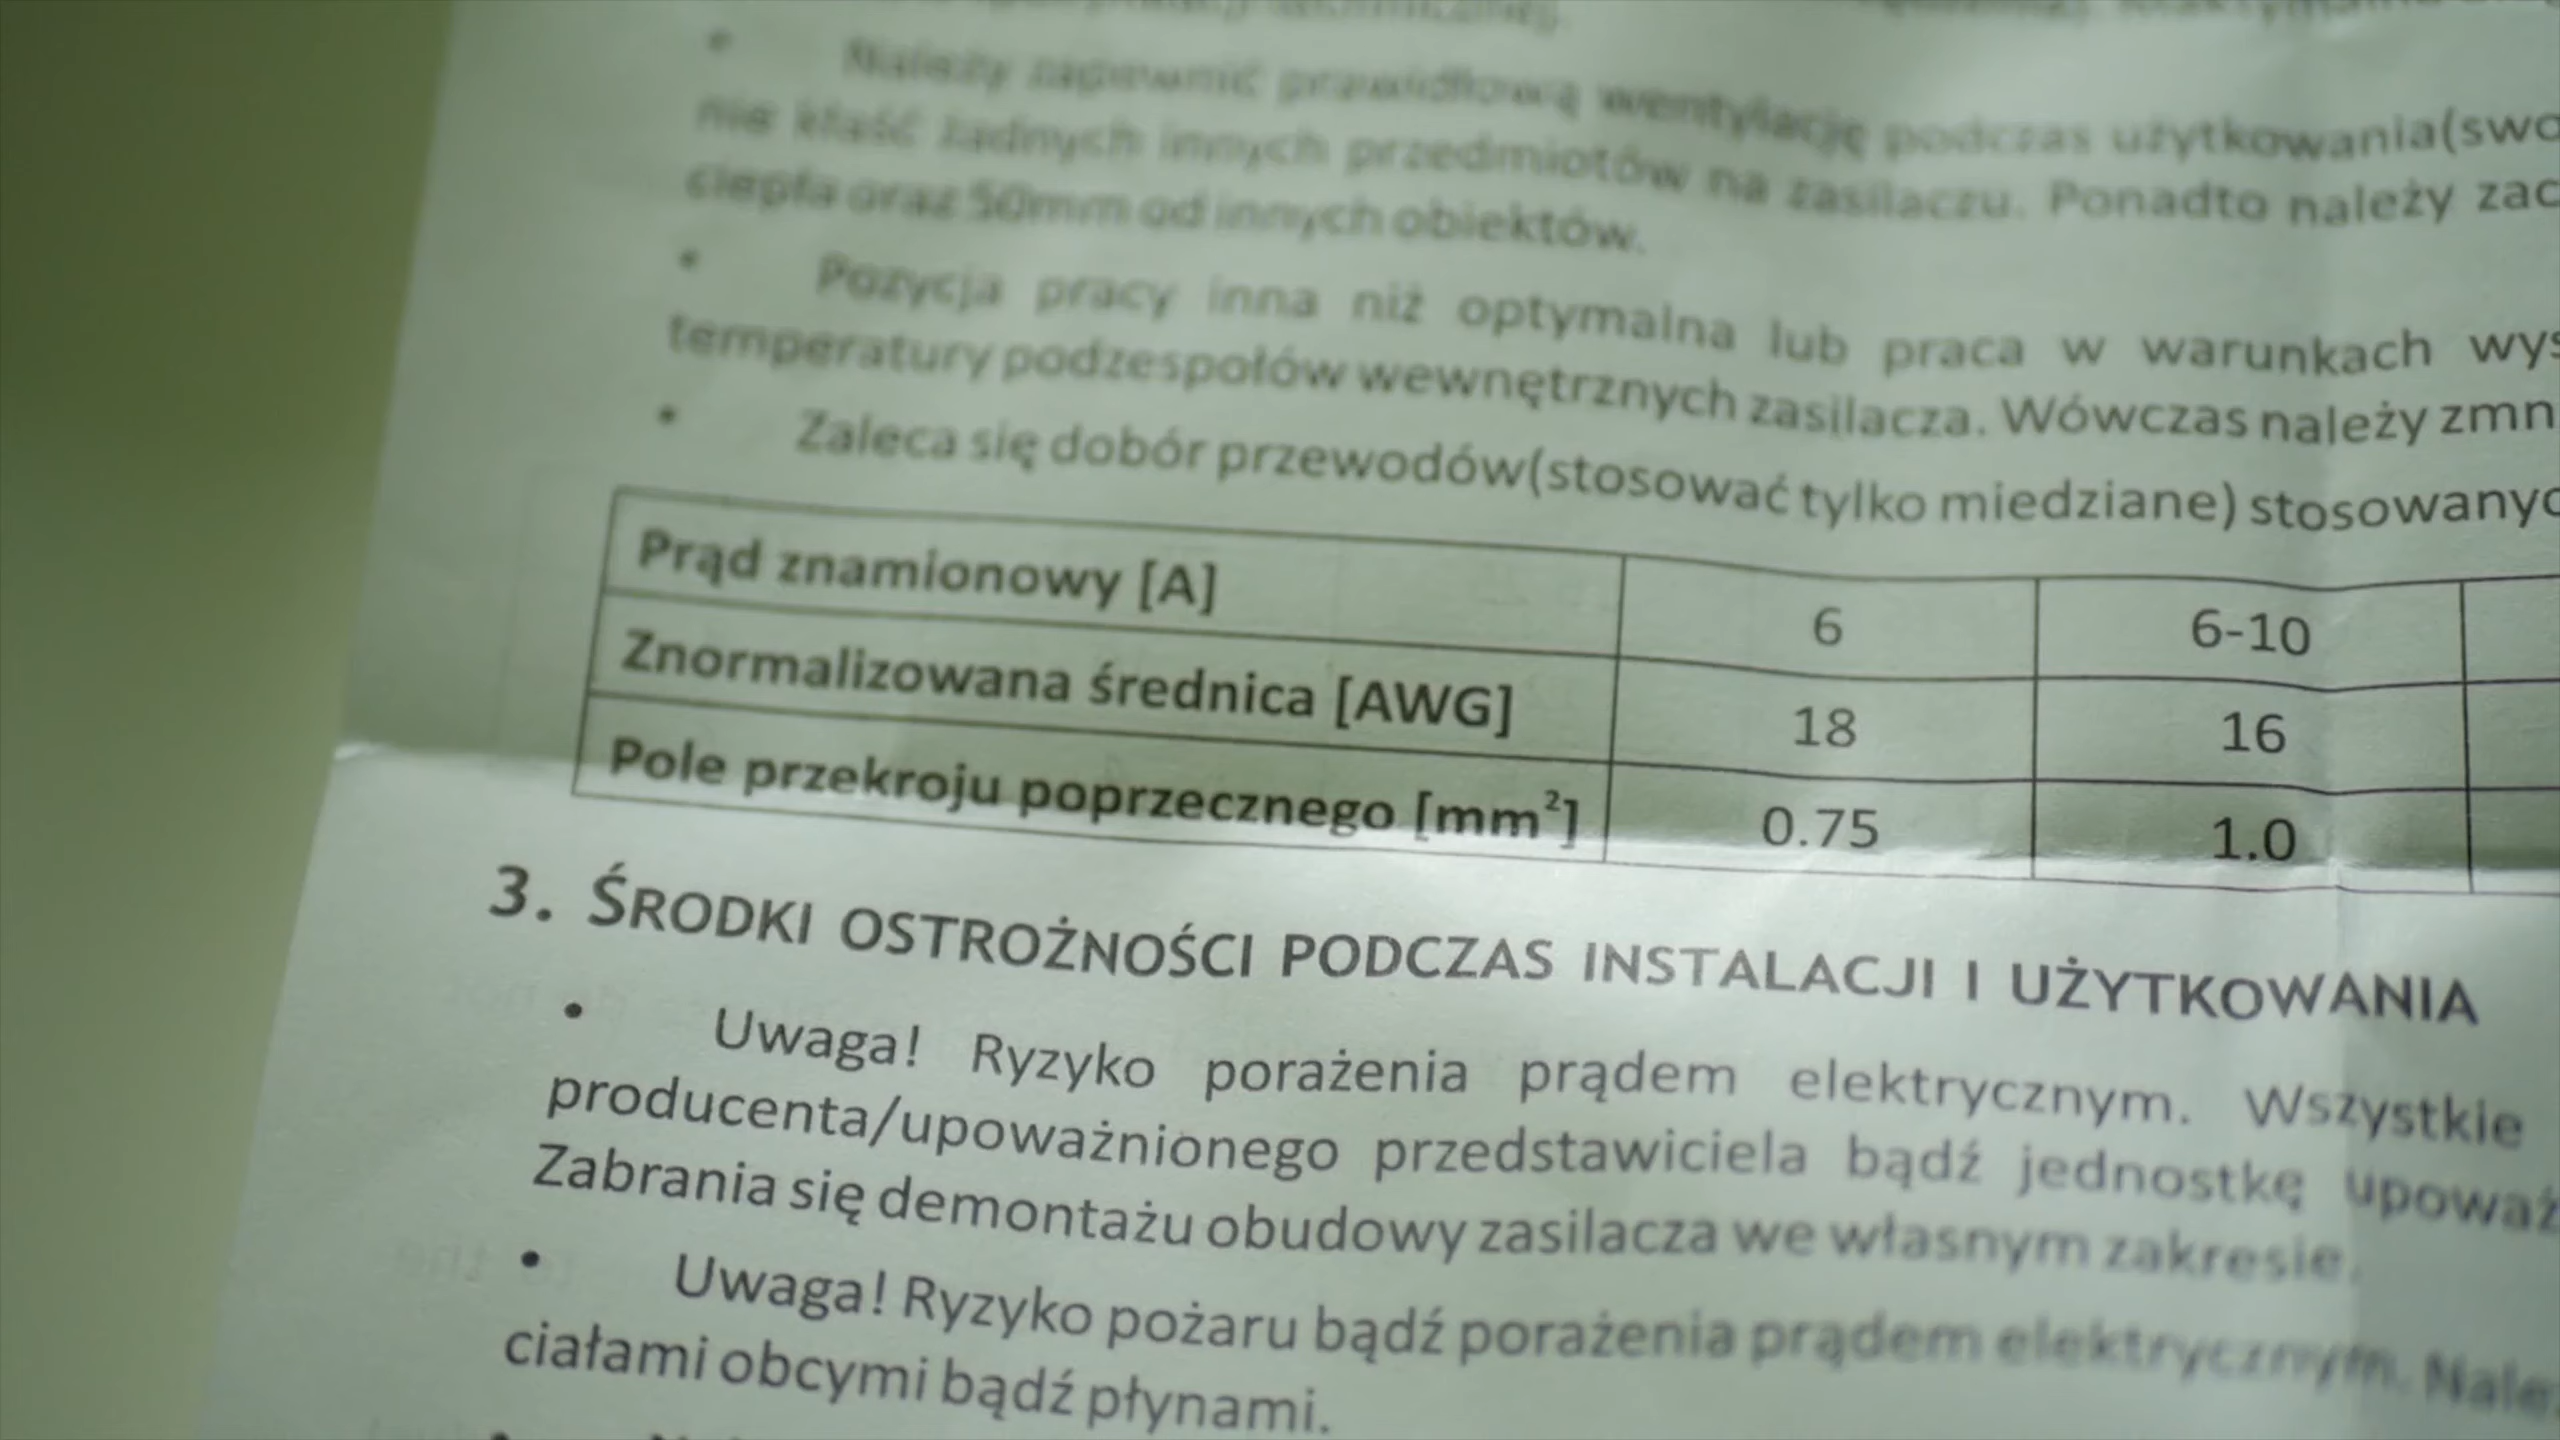 Należy zapewnić prawidłową wentylację podczas użytkowania(swo
nie kłaść żadnych innych przedmiotów na zasilaczu. Ponadto należy zac
ciepła oraz 50mm od innych obiektów.
• Pozycja pracy inna niż optymalna lub praca w warunkach wys
temperatury podzespołów wewnętrznych zasilacza. Wówczas należy zmn
• Zaleca się dobór przewodów(stosować tylko miedziane) stosowanyc
Prąd znamionowy [A] 6 6-10
Znormalizowana średnica [AWG] 18 16
Pole przekroju poprzecznego [mm²] 0.75 1.0
3. ŚRODKI OSTROŻNOŚCI PODCZAS INSTALACJI I UŻYTKOWANIA
• Uwaga! Ryzyko porażenia prądem elektrycznym. Wszystkie
producenta/upoważnionego przedstawiciela bądź jednostkę upoważ
Zabrania się demontażu obudowy zasilacza we własnym zakresie.
• Uwaga! Ryzyko pożaru bądź porażenia prądem elektrycznym. Należ
ciałami obcymi bądź płynami.